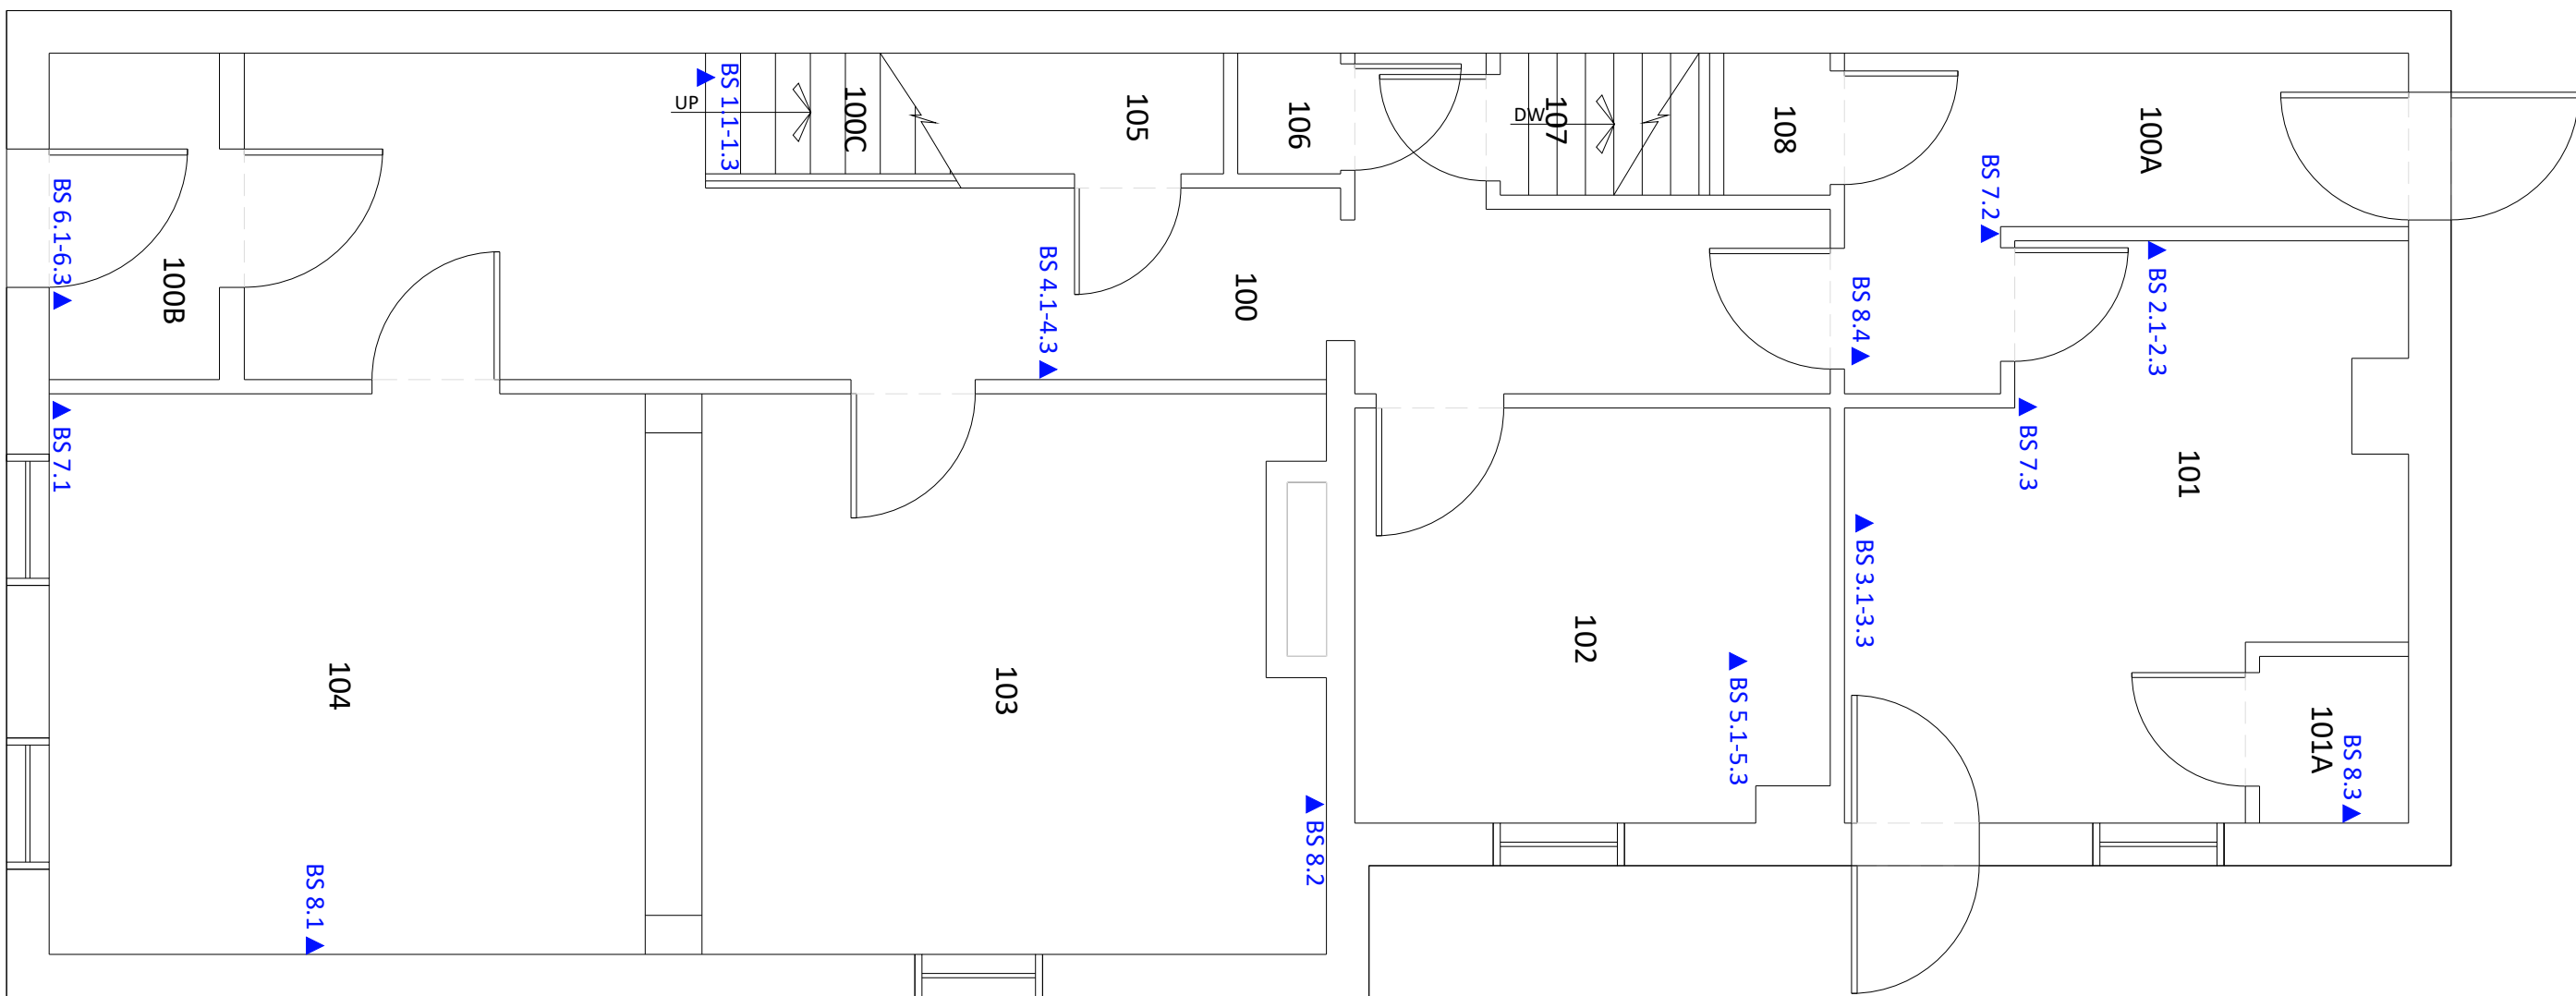 BS 1.1-1.3
UP
100C
105
106
DW
107
108
100A
BS 7.2
BS 6.1-6.3
100B
BS 4.1-4.3
100
BS 8.4
BS 2.1-2.3
BS 7.1
BS 7.3
101
BS 3.1-3.3
104
103
102
BS 5.1-5.3
101A
BS 8.3
BS 8.2
BS 8.1